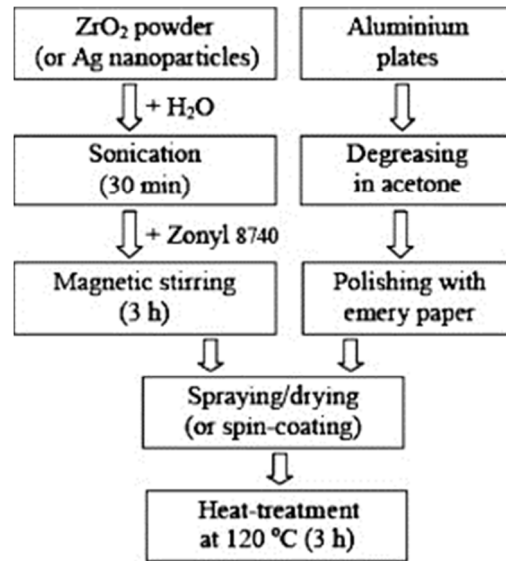 ZrO₂ powder
(or Ag nanoparticles)
+ H₂O
Sonication
(30 min)
+ Zonyl 8740
Magnetic stirring
(3 h)
Aluminium
plates
Degreasing
in acetone
Polishing with
emery paper
Spraying/drying
(or spin-coating)
Heat-treatment
at 120 °C (3 h)